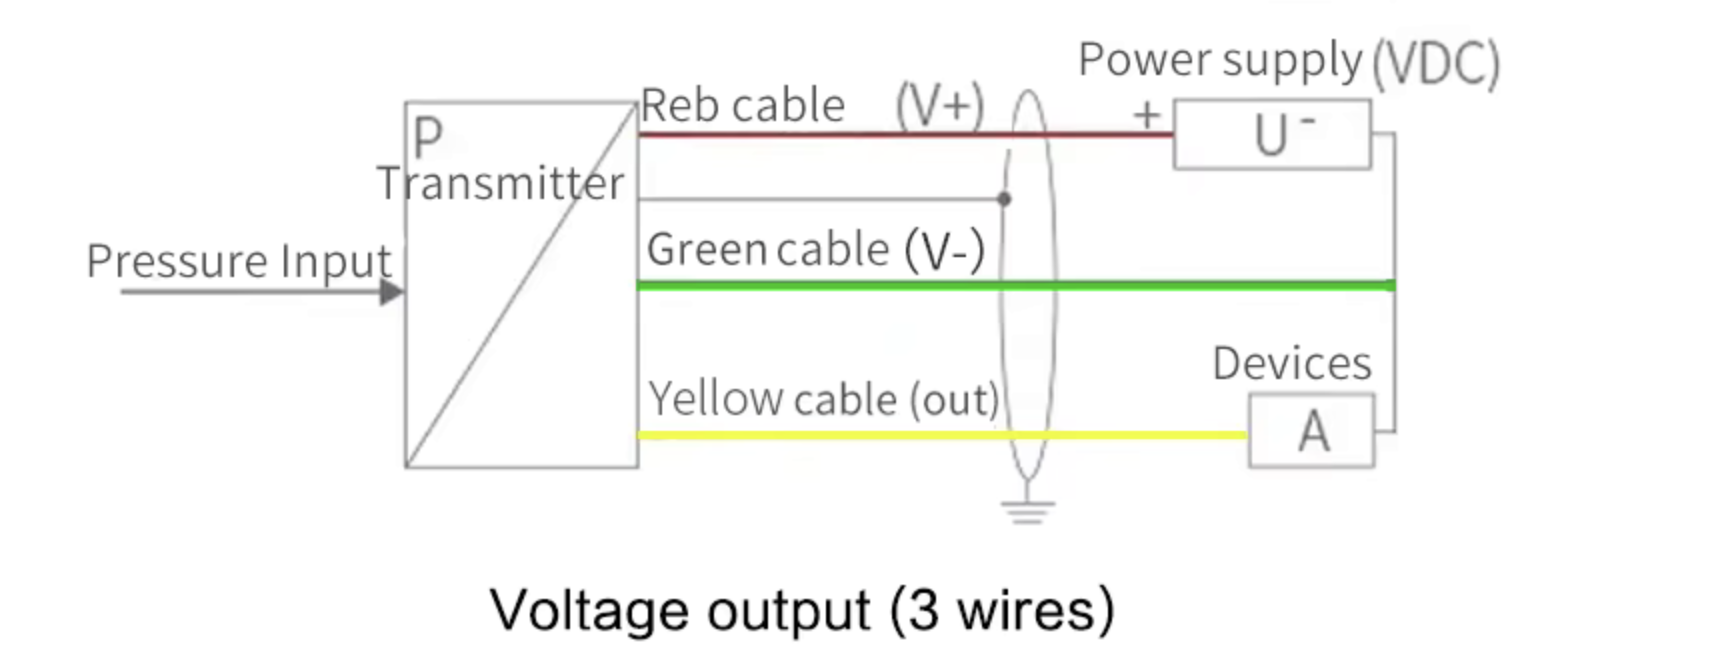 Power supply (VDC)
Reb cable (V+)
+
U -
P
Transmitter
Green cable (V-)
Pressure Input
Devices
Yellow cable (out)
A
Voltage output (3 wires)